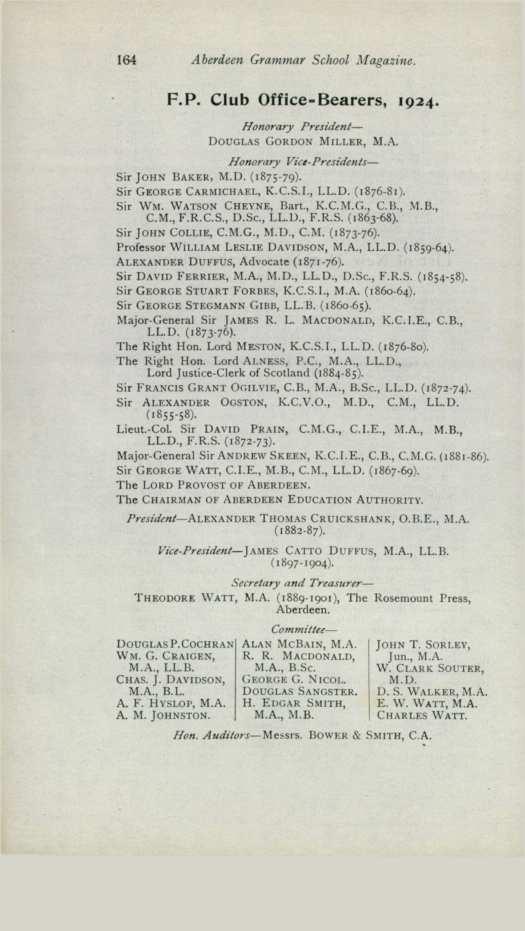 164 Aberdeen Grammar School Magazine.
F.P. Club Office-Bearers, 1924.
Honorary President—
DOUGLAS GORDON MILLER, M.A.
Honorary Vice-Presidents—
Sir JOHN BAKER, M.D. (1875-79).
Sir GEORGE CARMICHAEL, K.C.S.I., LL.D. (1876-81).
Sir WM. WATSON CHEYNE, Bart., K.C.M.G., C.B., M.B.,
C.M., F.R.C.S., D.Sc., LL.D., F.R.S. (1863-68).
Sir JOHN COLLIE, C.M.G., M.D., C.M. (1873-76).
Professor WILLIAM LESLIE DAVIDSON, M.A., LL.D. (1859-64).
ALEXANDER DUFFUS, Advocate (1871-76).
Sir DAVID FERRIER, M.A., M.D., LL.D., D.Sc., F.R.S. (1854-58).
Sir GEORGE STUART FORBES, K.C.S.I., M.A. (1860-64).
Sir GEORGE STEGMANN GIBB, LL.B. (1860-65).
Major-General Sir JAMES R. L. MACDONALD, K.C.I.E., C.B.,
LL.D. (1873-76).
The Right Hon. Lord MESTON, K.C.S.I., LL.D. (1876-80).
The Right Hon. Lord ALNESS, P.C., M.A., LL.D.,
Lord Justice-Clerk of Scotland (1884-85).
Sir FRANCIS GRANT OGILVIE, C.B., M.A., B.Sc., LL.D. (1872-74).
Sir ALEXANDER OGSTON, K.C.V.O., M.D., C.M., LL.D.
(1855-58).
Lieut.-Col. Sir DAVID PRAIN, C.M.G., C.I.E., M.A., M.B.,
LL.D., F.R.S. (1872-73).
Major-General Sir ANDREW SKEEN, K.C.I.E., C.B., C.M.G. (1881-86).
Sir GEORGE WATT, C.I.E., M.B., C.M., LL.D. (1867-69).
The LORD PROVOST OF ABERDEEN.
The CHAIRMAN OF ABERDEEN EDUCATION AUTHORITY.
President—ALEXANDER THOMAS CRUICKSHANK, O.B.E., M.A.
(1882-87).
Vice-President—JAMES CATTO DUFFUS, M.A., LL.B.
(1897-1904).
Secretary and Treasurer—
THEODORE WATT, M.A. (1889-1901), The Rosemount Press,
Aberdeen.
Committee—
DOUGLAS P. COCHRAN
WM. G. CRAIGEN,
M.A., LL.B.
CHAS. J. DAVIDSON,
M.A., B.L.
A. F. HYSLOP, M.A.
A. M. JOHNSTON.
ALAN MCBAIN, M.A.
R. R. MACDONALD,
M.A., B.Sc.
GEORGE G. NICOL.
DOUGLAS SANGSTER.
H. EDGAR SMITH,
M.A., M.B.
JOHN T. SORLEY,
Jun., M.A.
W. CLARK SOUTER,
M.D.
D. S. WALKER, M.A.
E. W. WATT, M.A.
CHARLES WATT.
Hon. Auditors—Messrs. BOWER & SMITH, C.A.